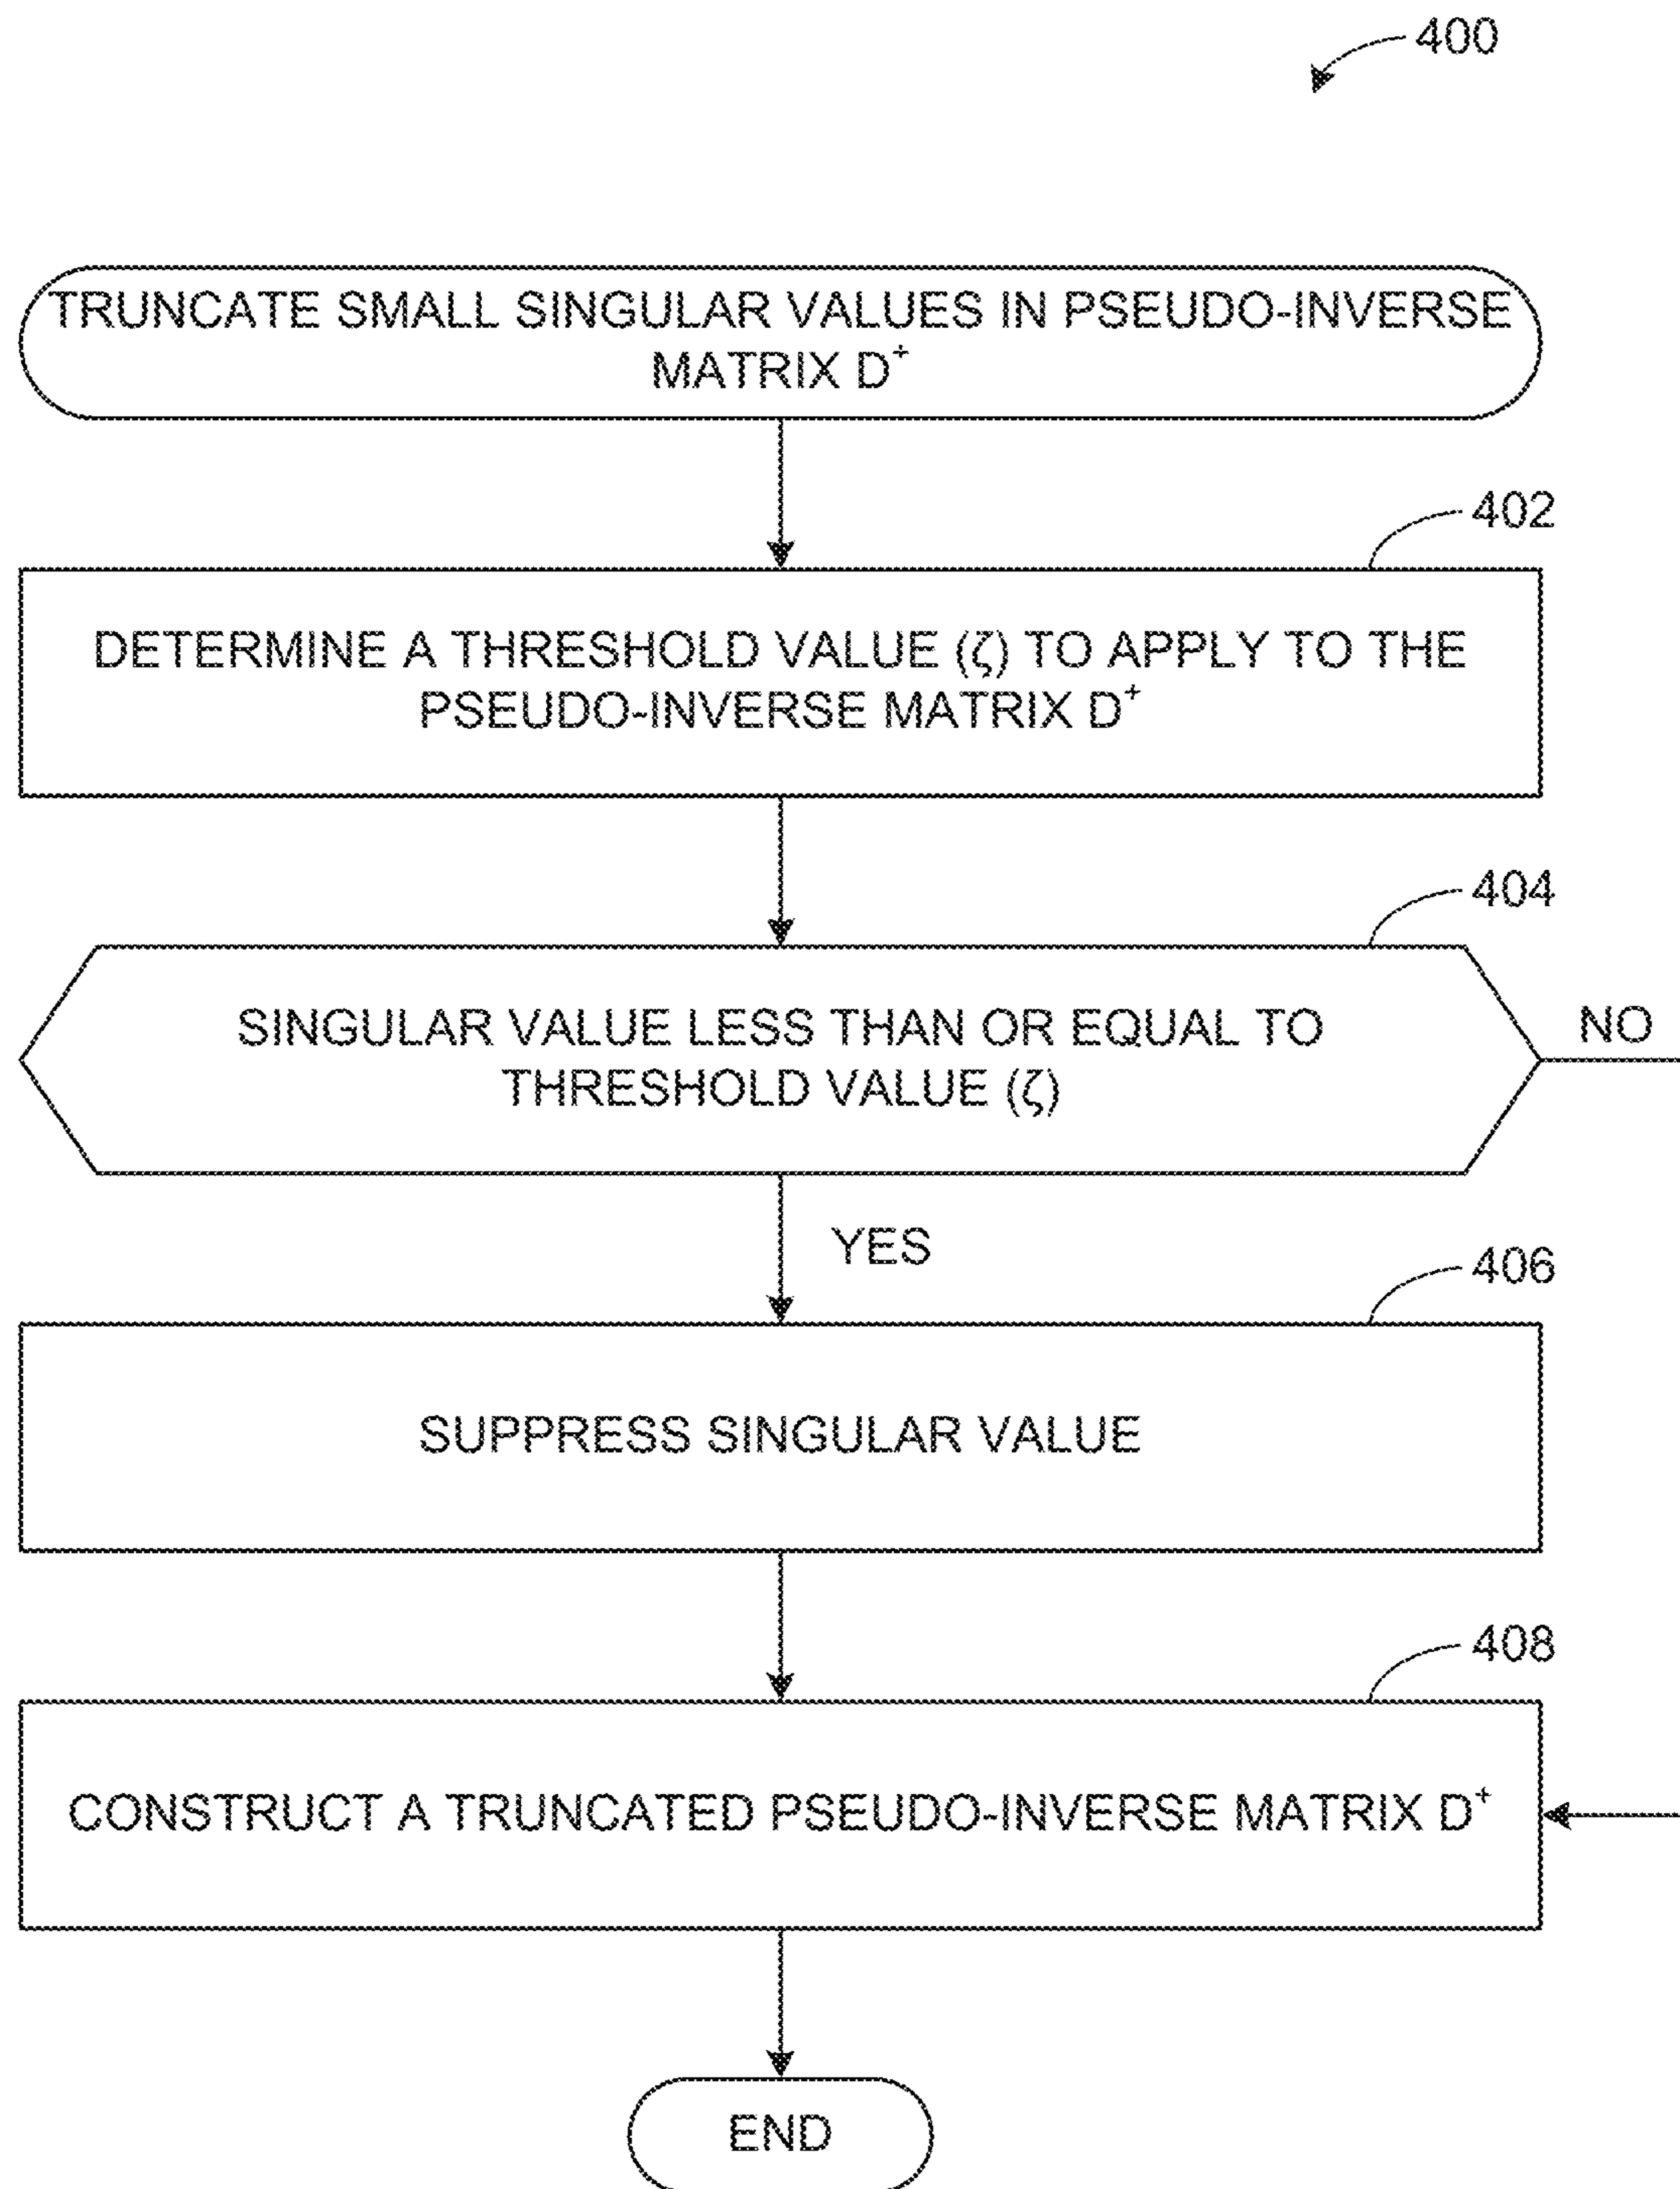 400
TRUNCATE SMALL SINGULAR VALUES IN PSEUDO-INVERSE
MATRIX D⁺
402
DETERMINE A THRESHOLD VALUE (ζ) TO APPLY TO THE
PSEUDO-INVERSE MATRIX D⁺
404
SINGULAR VALUE LESS THAN OR EQUAL TO
THRESHOLD VALUE (ζ)
NO
YES
406
SUPPRESS SINGULAR VALUE
408
CONSTRUCT A TRUNCATED PSEUDO-INVERSE MATRIX D⁺
END